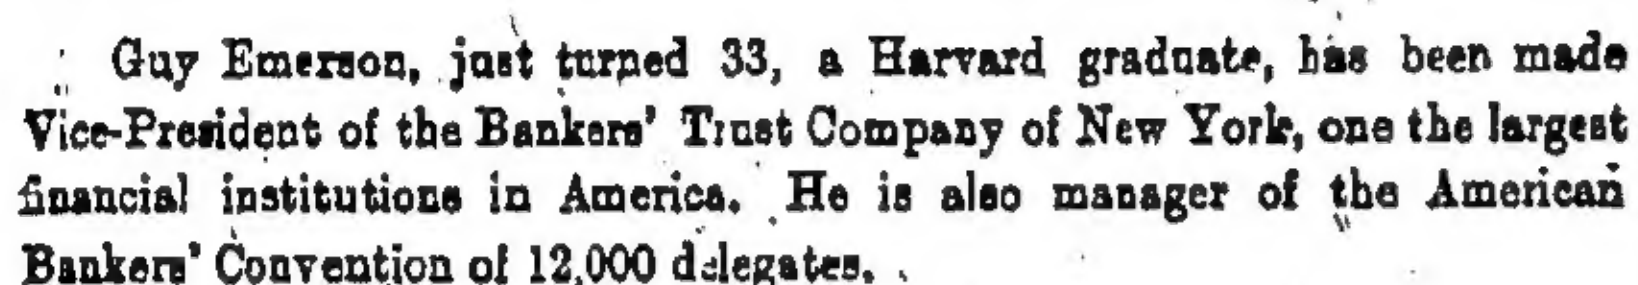 Guy Emerson, just turned 33, a Harvard graduate, has been made
Vice-President of the Bankers' Trust Company of New York, one the largest
financial institutions in America. He is also manager of the American
Bankers' Convention of 12,000 delegates.